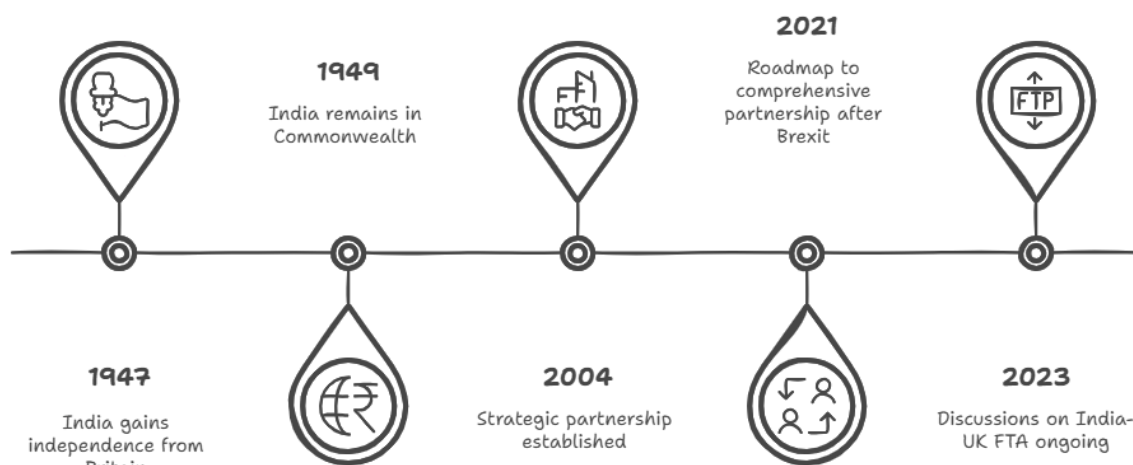 1947
India gains
independence from
1949
India remains in
Commonwealth
2004
Strategic partnership
established
2021
Roadmap to
comprehensive
partnership after
Brexit
FTP
2023
Discussions on India-
UK FTA ongoing